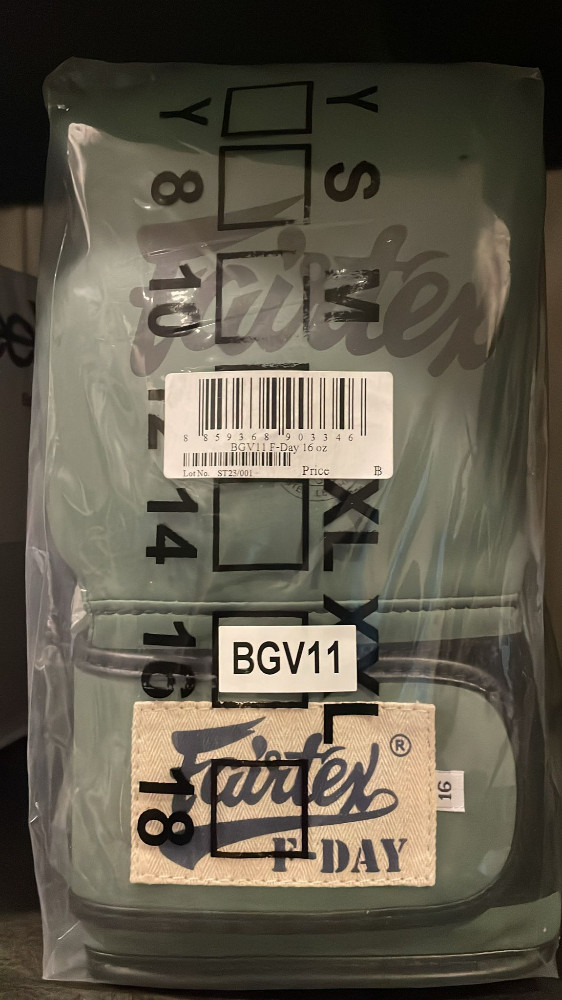 Y Y
8 S
10 M
Fairtex
12
8 859368 903346
BGV11 F-Day 16 oz
Lot No. ST23/001 - Price B
14 XL
16 XXL
BGV11
Fairtex ®
F-DAY
16
18